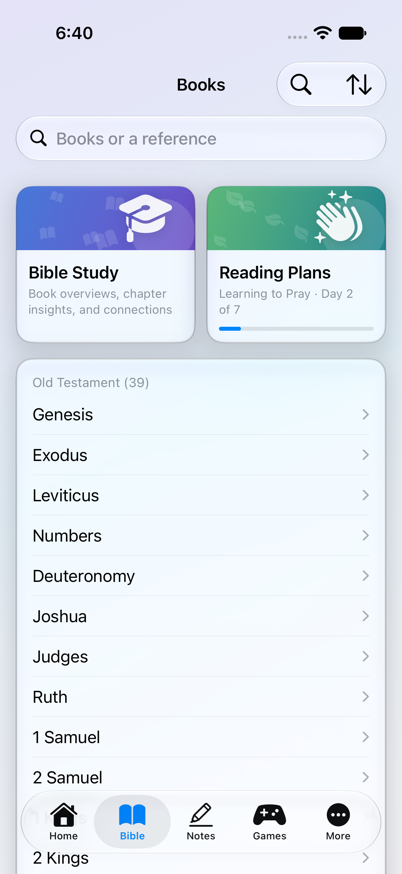 6:40
Books
Books or a reference
Bible Study
Book overviews, chapter
insights, and connections
Reading Plans
Learning to Pray · Day 2
of 7
Old Testament (39)
Genesis
Exodus
Leviticus
Numbers
Deuteronomy
Joshua
Judges
Ruth
1 Samuel
2 Samuel
Home
Bible
Notes
Games
More
2 Kings